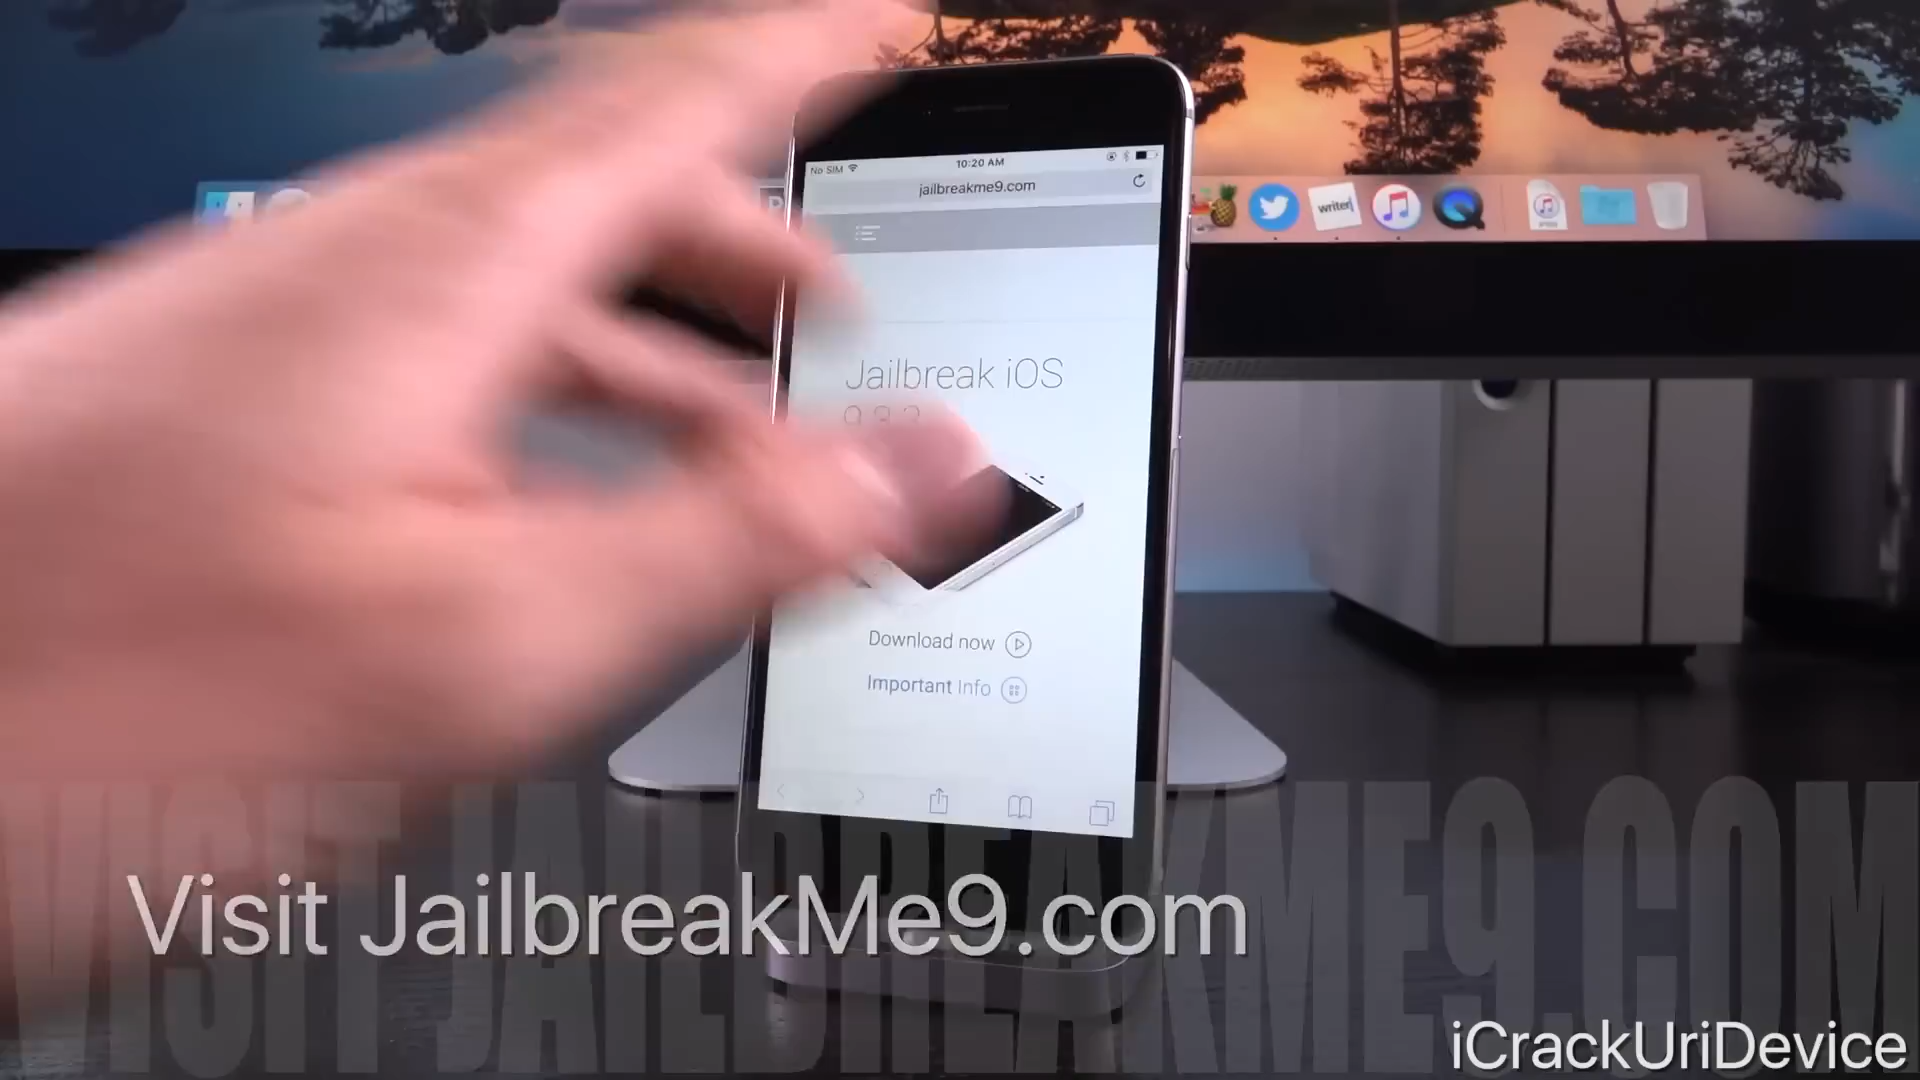 No SIM
10:20 AM
jailbreakme9.com
writer
Jailbreak iOS
Download now
Important Info
VISIT JAILBREAKME9.COM
Visit JailbreakMe9.com
iCrackUriDevice